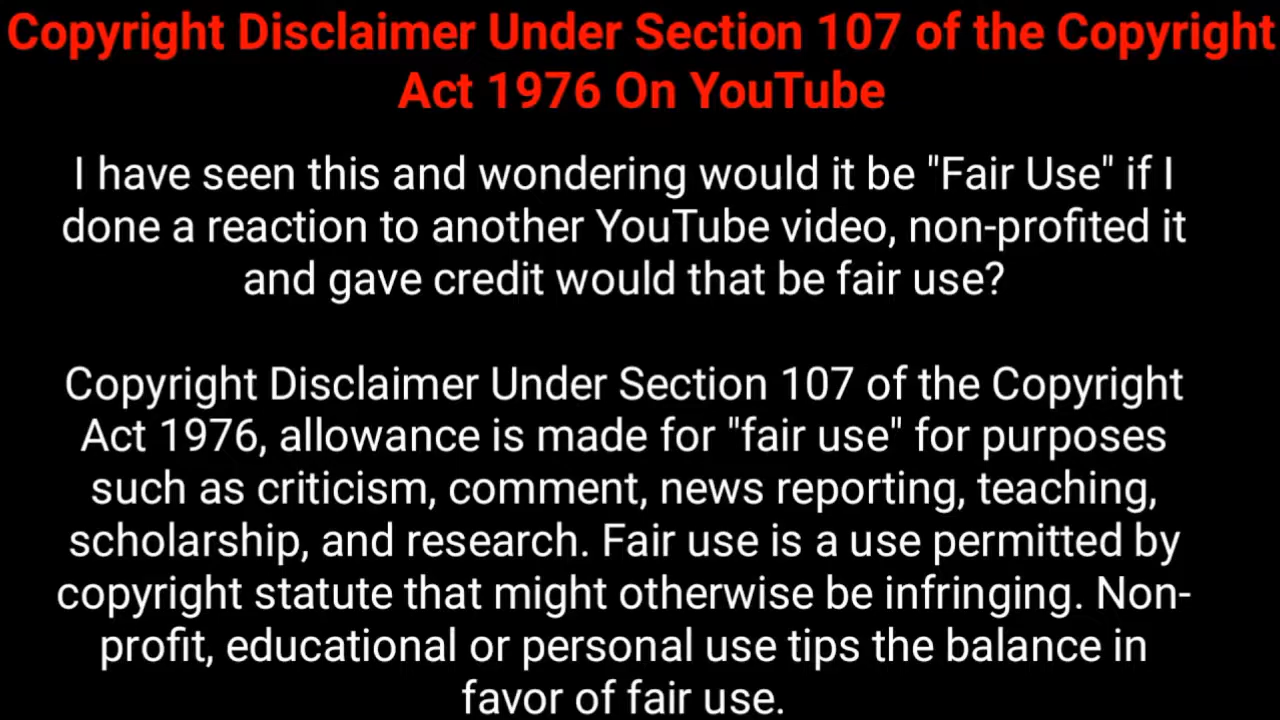 Copyright Disclaimer Under Section 107 of the Copyright
Act 1976 On YouTube
I have seen this and wondering would it be "Fair Use" if I
done a reaction to another YouTube video, non-profited it
and gave credit would that be fair use?
Copyright Disclaimer Under Section 107 of the Copyright
Act 1976, allowance is made for "fair use" for purposes
such as criticism, comment, news reporting, teaching,
scholarship, and research. Fair use is a use permitted by
copyright statute that might otherwise be infringing. Non-
profit, educational or personal use tips the balance in
favor of fair use.